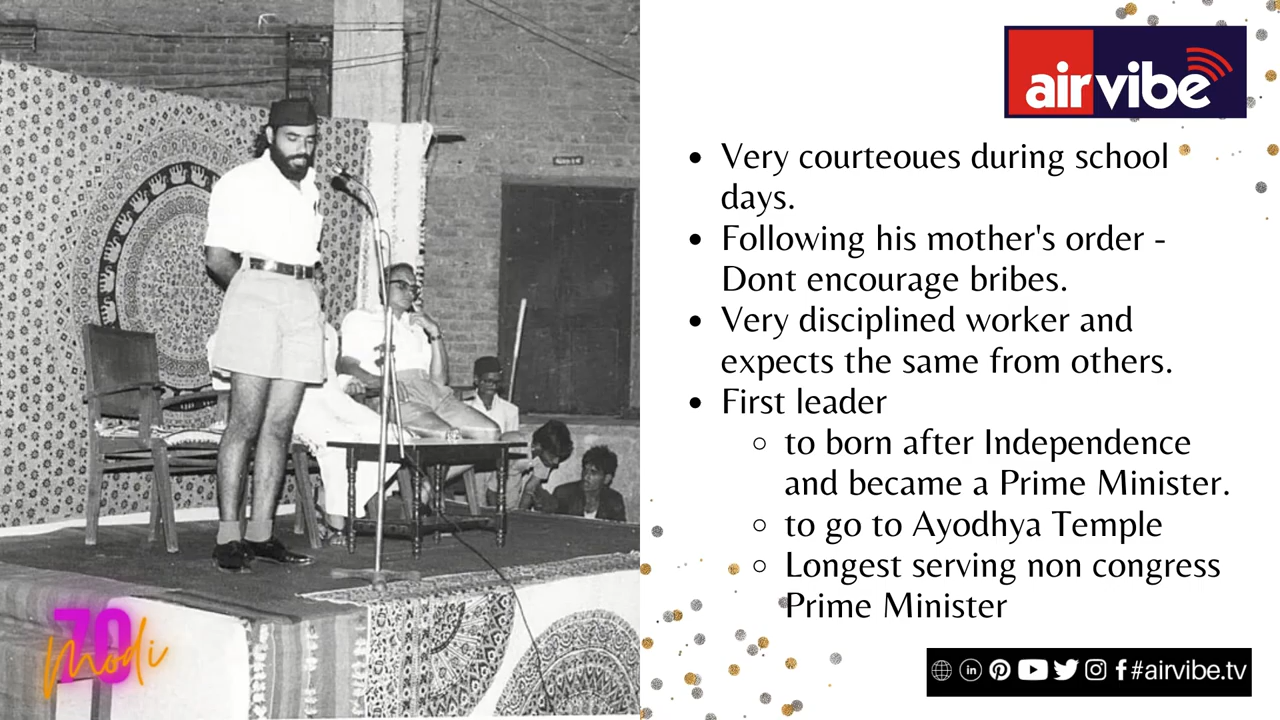 airvibe
Very courteoues during school
days.
Following his mother's order -
Dont encourage bribes.
Very disciplined worker and
expects the same from others.
First leader
to born after Independence
and became a Prime Minister.
to go to Ayodhya Temple
Longest serving non congress
Prime Minister
70
Modi
#airvibe.tv